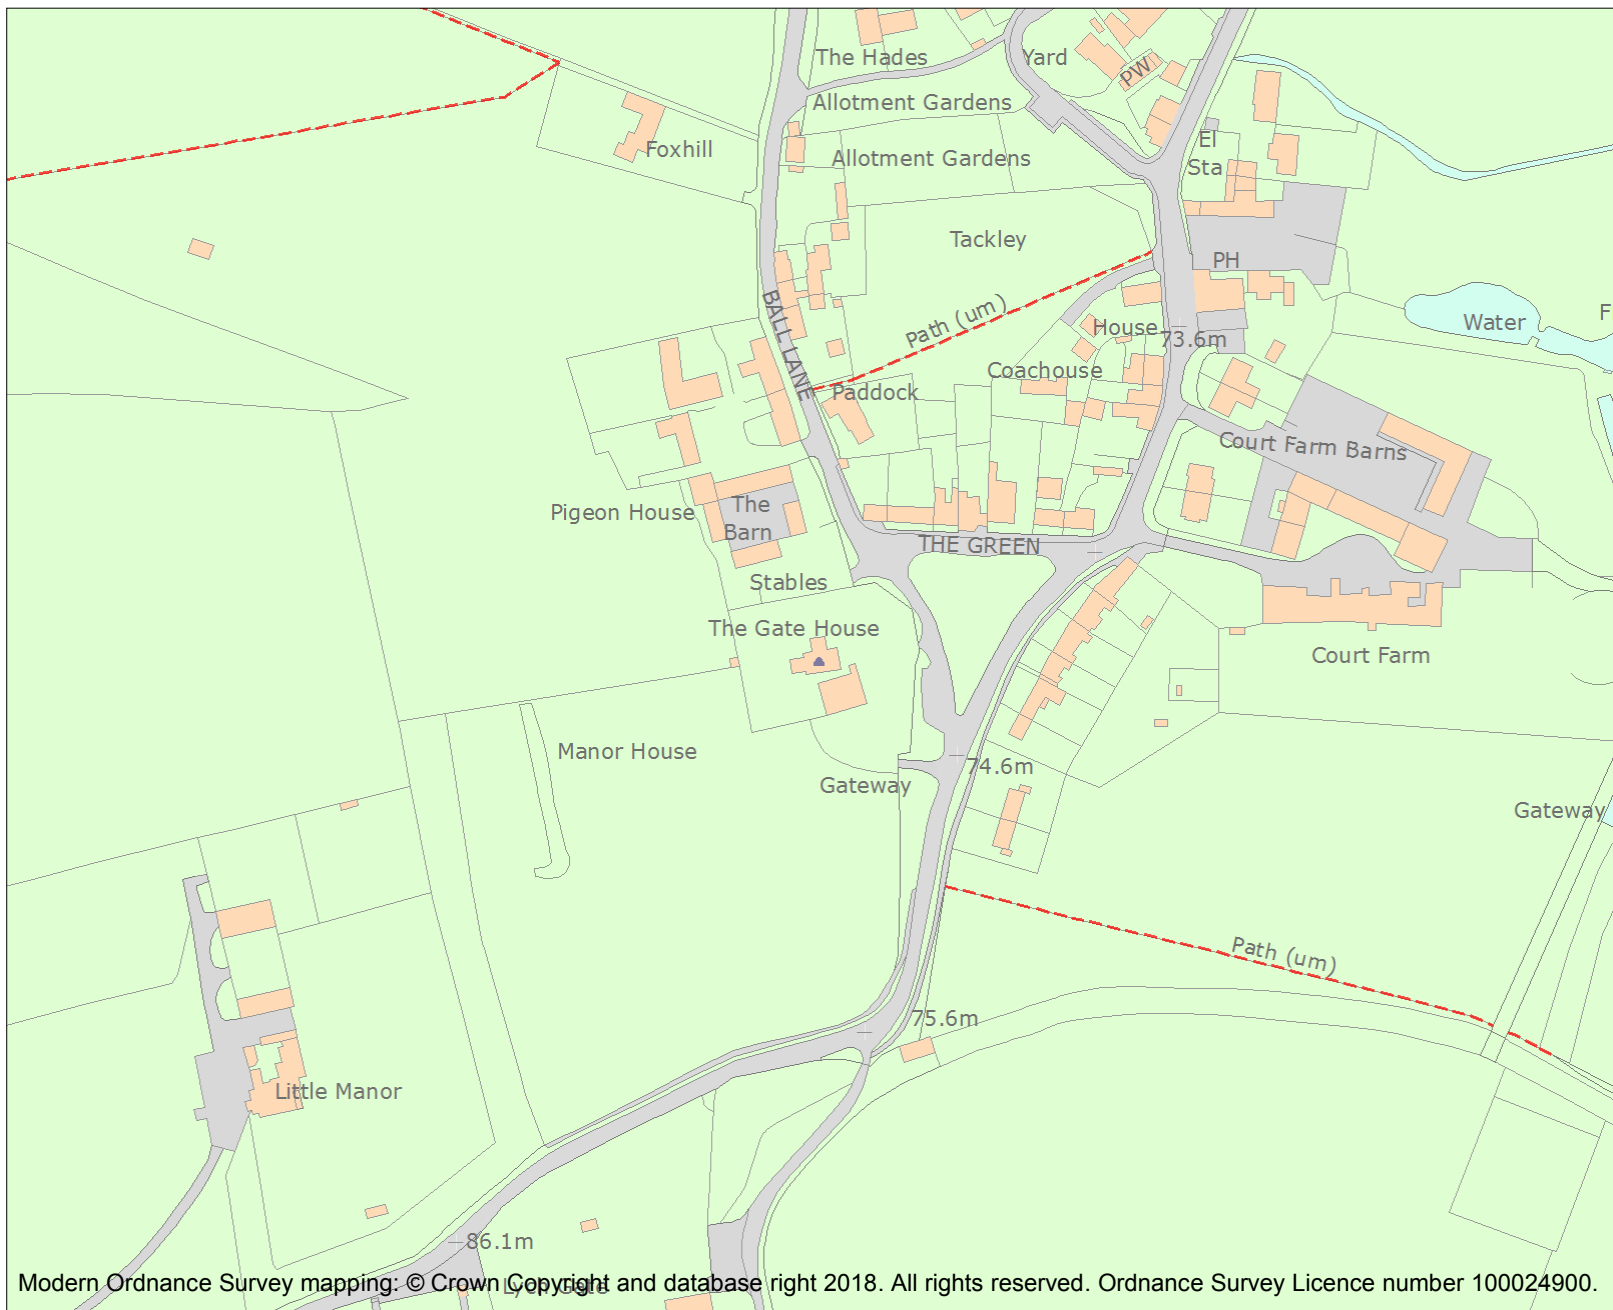 The Hades
Yard
PW
Allotment Gardens
Foxhill
Allotment Gardens
El
Sta
Tackley
PH
BALL LANE
Path (um)
House
73.6m
Water
Coachouse
Paddock
Court Farm Barns
Pigeon House
The
Barn
THE GREEN
Stables
The Gate House
Court Farm
Manor House
74.6m
Gateway
Gateway
Path (um)
75.6m
Little Manor
86.1m
Lych Gate
Modern Ordnance Survey mapping: © Crown Copyright and database right 2018. All rights reserved. Ordnance Survey Licence number 100024900.